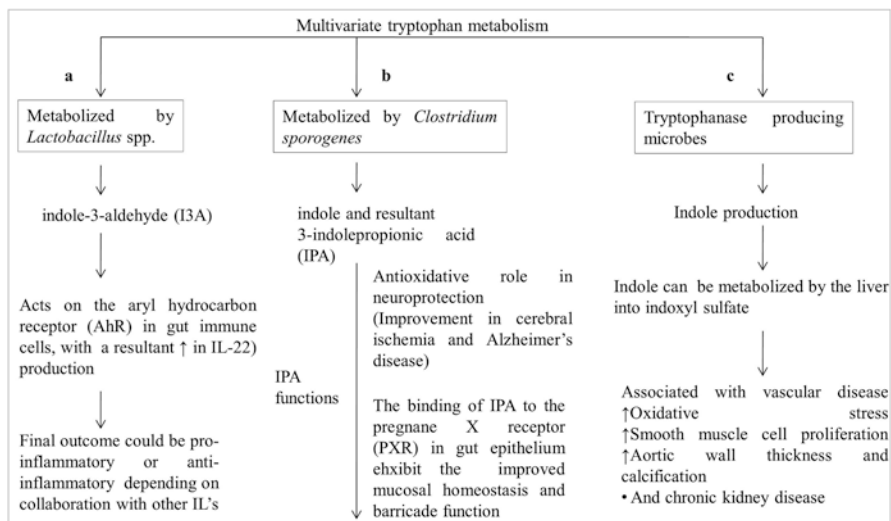 Multivariate tryptophan metabolism
a
Metabolized by
Lactobacillus spp.
indole-3-aldehyde (I3A)
Acts on the aryl hydrocarbon
receptor (AhR) in gut immune
cells, with a resultant ↑ in IL-22)
production
Final outcome could be pro-
inflammatory or anti-
inflammatory depending on
collaboration with other IL's
b
Metabolized by Clostridium
sporogenes
indole and resultant
3-indolepropionic acid
(IPA)
IPA
functions
Antioxidative role in
neuroprotection
(Improvement in cerebral
ischemia and Alzheimer's
disease)
The binding of IPA to the
pregnane X receptor
(PXR) in gut epithelium
ehxibit the improved
mucosal homeostasis and
barricade function
c
Tryptophanase producing
microbes
Indole production
Indole can be metabolized by the liver
into indoxyl sulfate
Associated with vascular disease
↑Oxidative stress
↑Smooth muscle cell proliferation
↑Aortic wall thickness and
calcification
• And chronic kidney disease